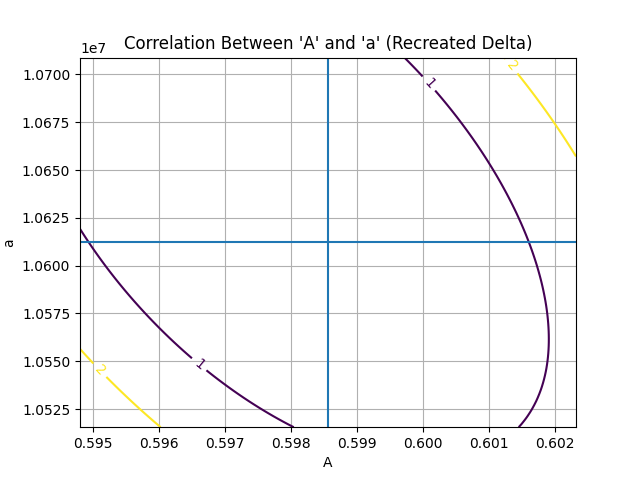 Correlation Between 'A' and 'a' (Recreated Delta)
1e7
1.0700
1.0675
1.0650
1.0625
1.0600
1.0575
1.0550
1.0525
a
1
2
1
2
0.595 0.596 0.597 0.598 0.599 0.600 0.601 0.602
A